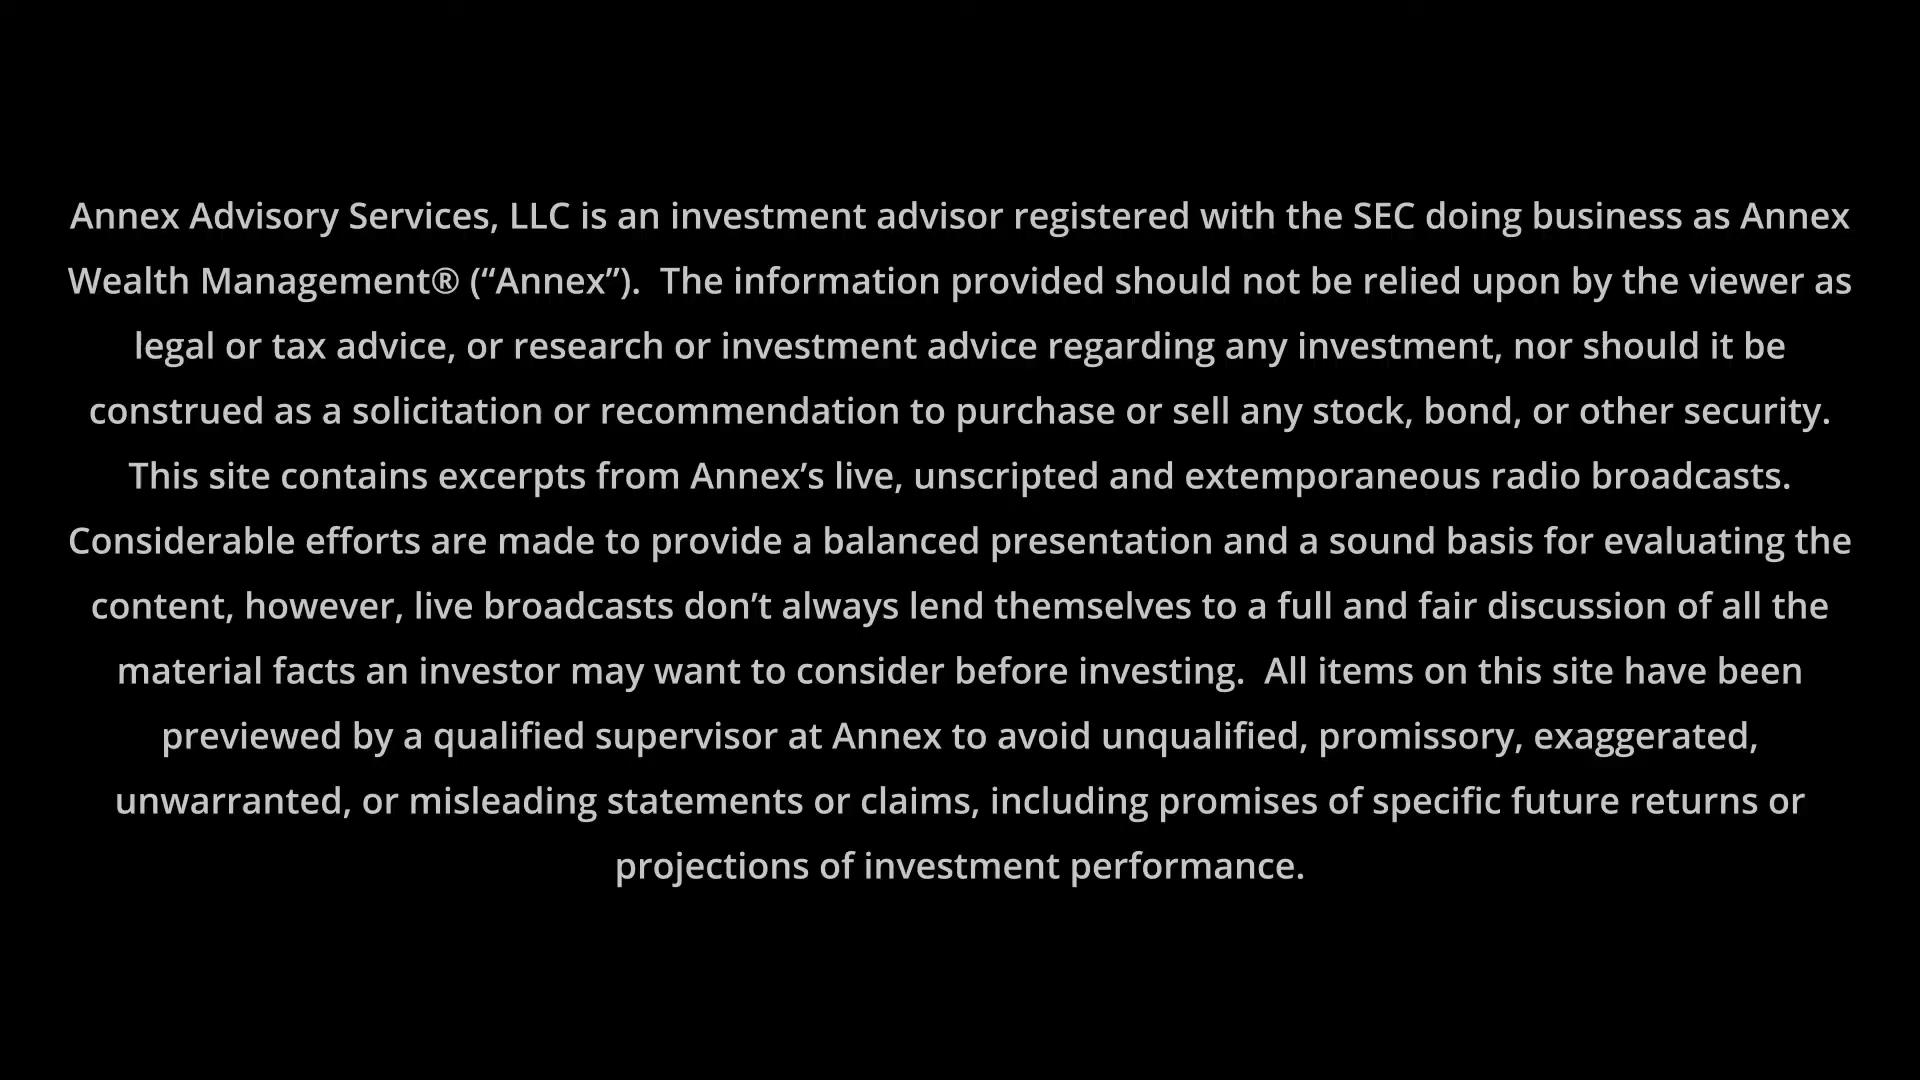 Annex Advisory Services, LLC is an investment advisor registered with the SEC doing business as Annex
Wealth Management® (“Annex”).  The information provided should not be relied upon by the viewer as
legal or tax advice, or research or investment advice regarding any investment, nor should it be
construed as a solicitation or recommendation to purchase or sell any stock, bond, or other security.
This site contains excerpts from Annex’s live, unscripted and extemporaneous radio broadcasts.
Considerable efforts are made to provide a balanced presentation and a sound basis for evaluating the
content, however, live broadcasts don’t always lend themselves to a full and fair discussion of all the
material facts an investor may want to consider before investing.  All items on this site have been
previewed by a qualified supervisor at Annex to avoid unqualified, promissory, exaggerated,
unwarranted, or misleading statements or claims, including promises of specific future returns or
projections of investment performance.